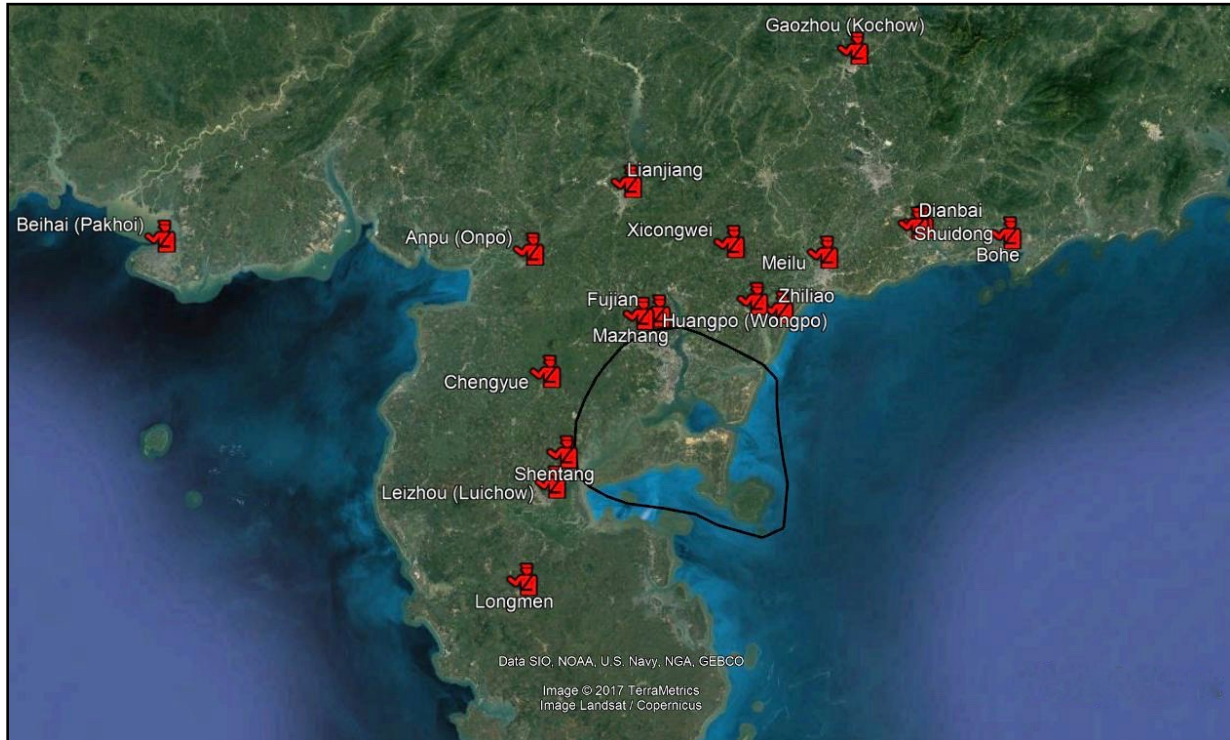 Gaozhou (Kochow)
Lianjiang
Dianbai
Beihai (Pakhoi)
Anpu (Onpo)
Xicongwei
Shuidong
Meilu
Bohe
Fujian
Zhiliao
Mazhang
Huangpo (Wongpo)
Chengyue
Shentang
Leizhou (Luichow)
Longmen
Data SIO, NOAA, U.S. Navy, NGA, GEBCO
Image © 2017 TerraMetrics
Image Landsat / Copernicus